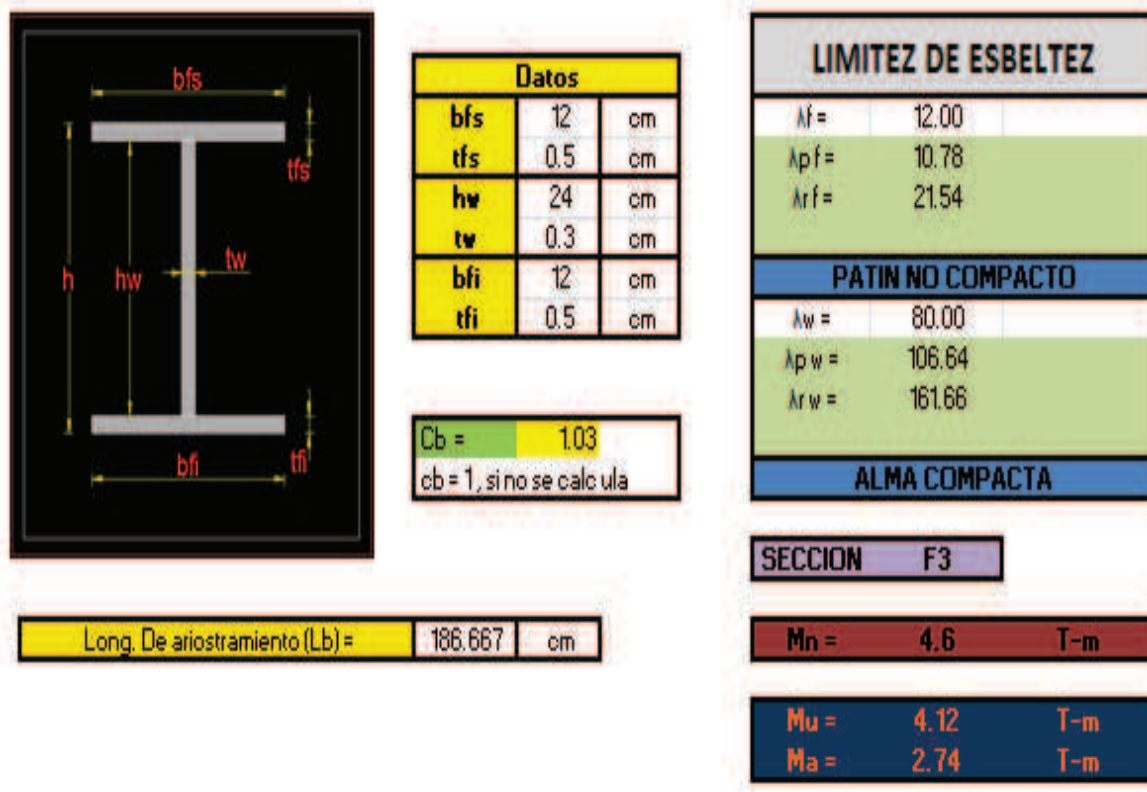 bfs
tfs
h
hw
tw
bfi
tfi
Datos
bfs 12 cm
tfs 0.5 cm
hw 24 cm
tw 0.3 cm
bfi 12 cm
tfi 0.5 cm
Cb = 1.03
cb = 1, si no se calcula
Long. De ariostramiento (Lb) = 186.667 cm
LIMITEZ DE ESBELTEZ
λf = 12.00
λp f = 10.78
λr f = 21.54
PATIN NO COMPACTO
λw = 80.00
λp w = 106.64
λr w = 161.66
ALMA COMPACTA
SECCION F3
Mn = 4.6 T-m
Mu = 4.12 T-m
Ma = 2.74 T-m